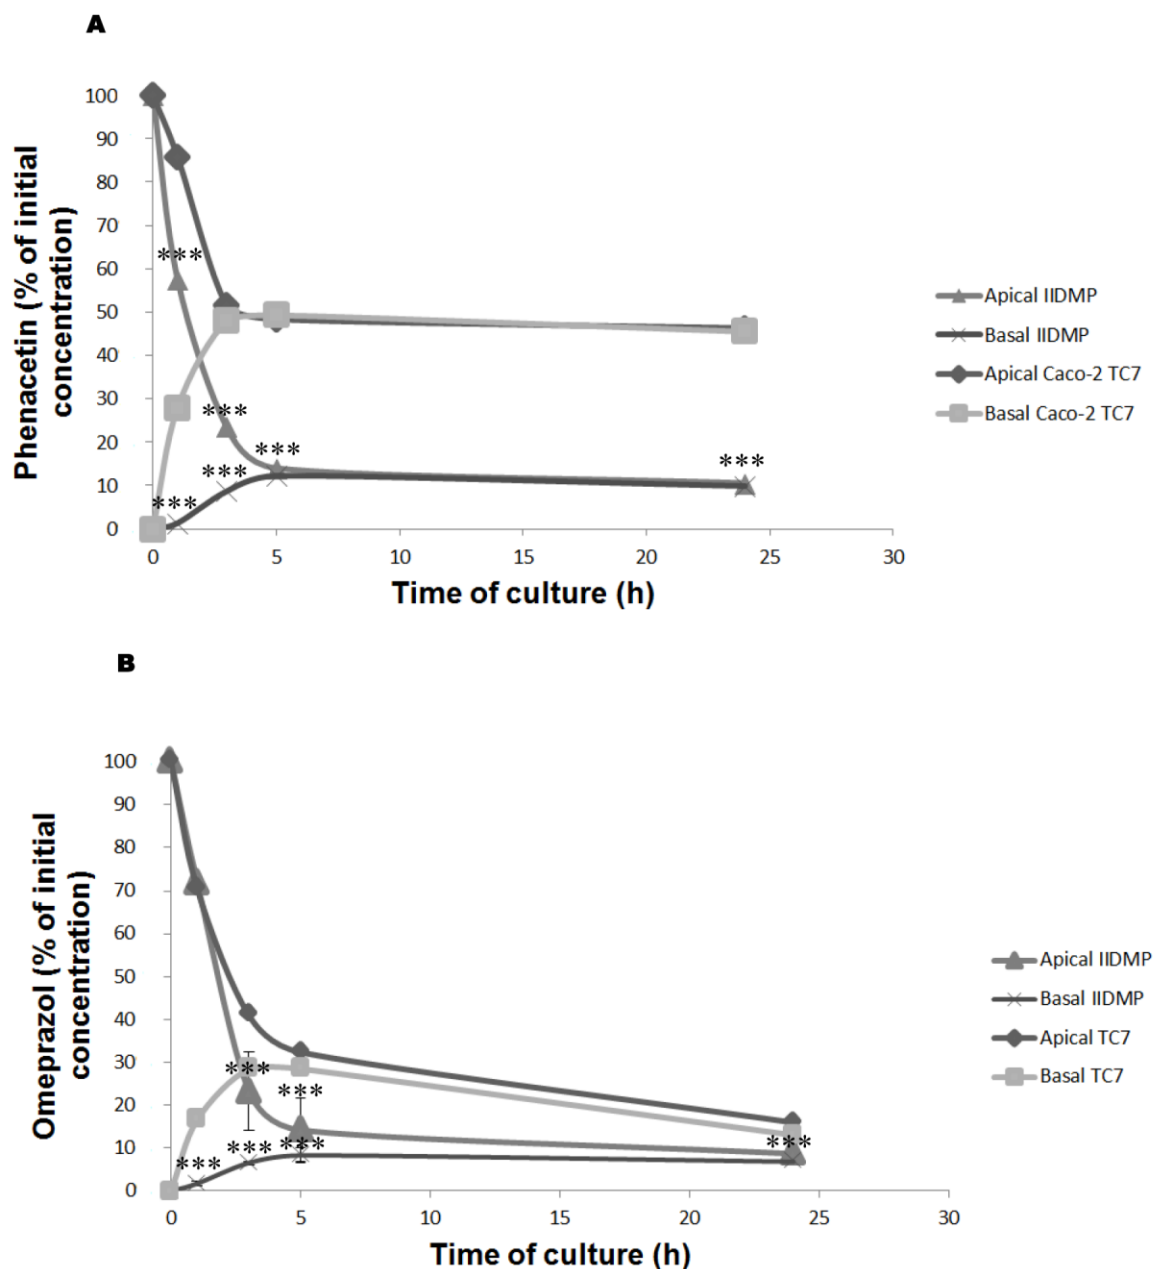 A
Phenacetin (% of initial
concentration)
100
90
80
70
60
50
40
30
20
10
0
***
***
***
***
***
***
0 5 10 15 20 25 30
Time of culture (h)
Apical IIDMP
Basal IIDMP
Apical Caco-2 TC7
Basal Caco-2 TC7
B
Omeprazol (% of initial
concentration)
100
90
80
70
60
50
40
30
20
10
0
***
***
***
***
***
***
0 5 10 15 20 25 30
Time of culture (h)
Apical IIDMP
Basal IIDMP
Apical TC7
Basal TC7